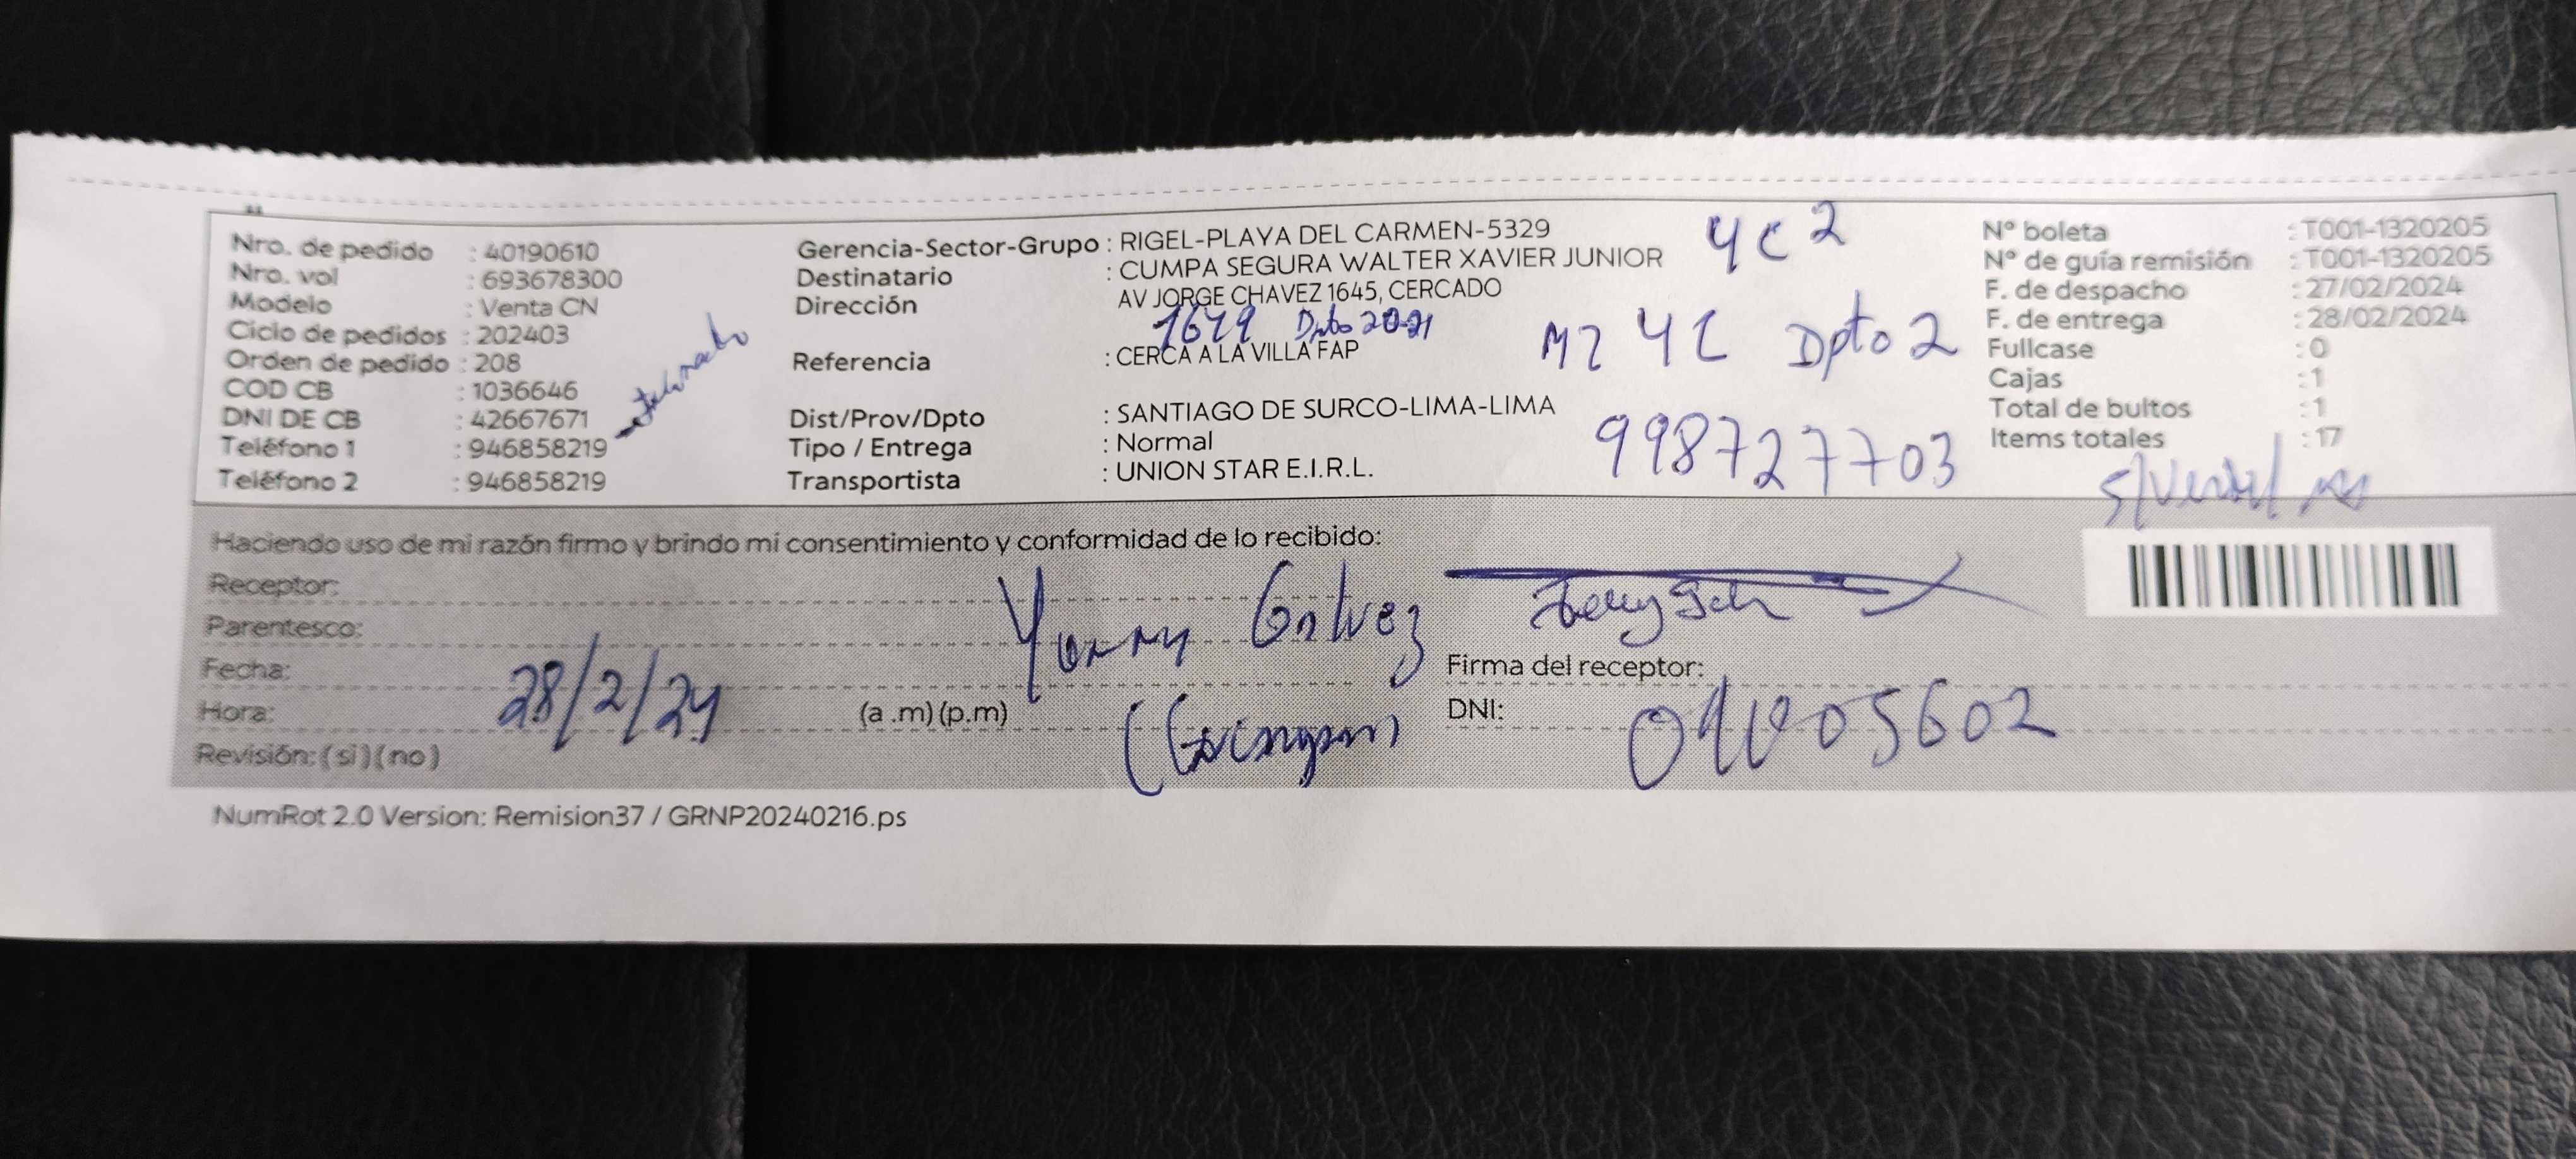 Nro. de pedido : 40190610
Nro. vol : 693678300
Modelo : Venta CN
Ciclo de pedidos : 202403
Orden de pedido : 208
COD CB : 1036646
DNI DE CB : 42667671
Teléfono 1 : 946858219
Teléfono 2 : 946858219
Gerencia-Sector-Grupo : RIGEL-PLAYA DEL CARMEN-5329
Destinatario : CUMPA SEGURA WALTER XAVIER JUNIOR
Dirección AV JORGE CHAVEZ 1645, CERCADO
1649 Dpto 20-21
Referencia : CERCA A LA VILLA FAP
Dist/Prov/Dpto : SANTIAGO DE SURCO-LIMA-LIMA
Tipo / Entrega : Normal
Transportista : UNION STAR E.I.R.L.
4C2
MZ 4C Dpto 2
998727703
N° boleta : T001-1320205
N° de guía remisión : T001-1320205
F. de despacho : 27/02/2024
F. de entrega : 28/02/2024
Fullcase : 0
Cajas : 1
Total de bultos : 1
Items totales : 17
Haciendo uso de mi razón firmo y brindo mi consentimiento y conformidad de lo recibido:
Receptor:
Parentesco:
Fecha:
Hora: 28/2/24 (a .m) (p.m)
Revisión: (si) (no)
Galvez
Firma del receptor:
DNI:
NumRot 2.0 Version: Remision37 / GRNP20240216.ps